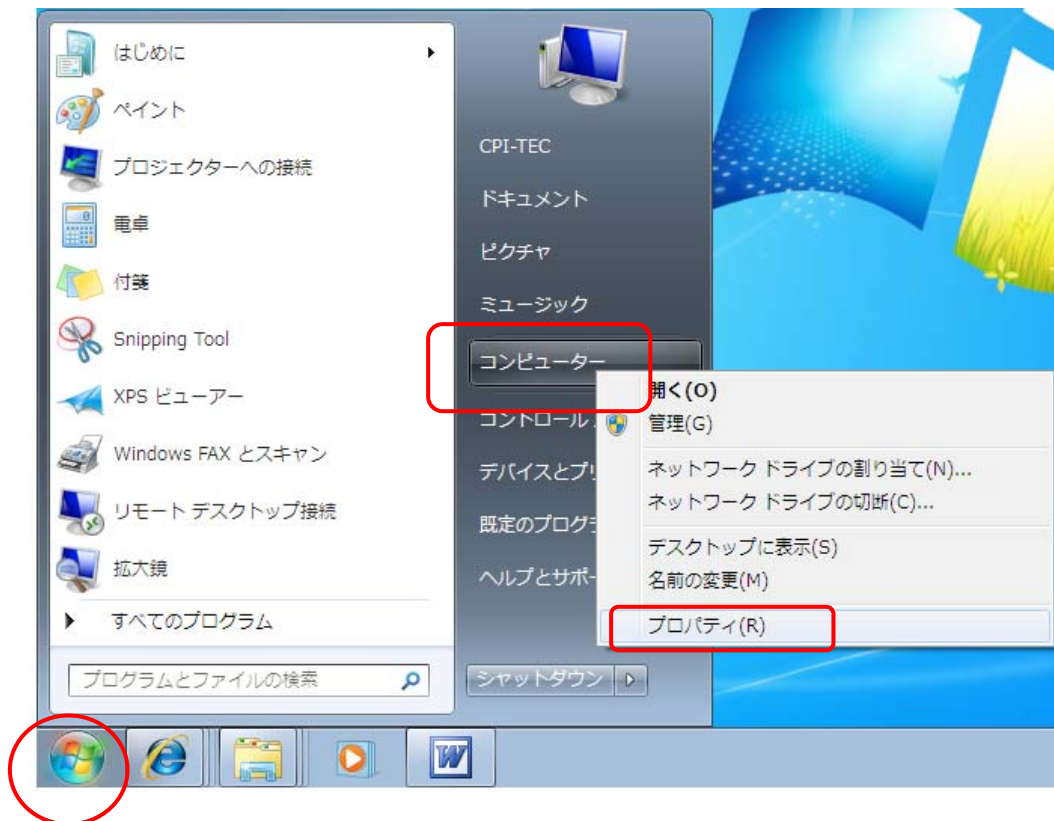 はじめに
ペイント
プロジェクターへの接続
電卓
付箋
Snipping Tool
XPS ビューアー
Windows FAX とスキャン
リモート デスクトップ接続
拡大鏡
すべてのプログラム
プログラムとファイルの検索
CPI-TEC
ドキュメント
ピクチャ
ミュージック
コンピューター
コントロール
デバイスとプリ
既定のプログラ
ヘルプとサポー
シャットダウン
開く(O)
管理(G)
ネットワーク ドライブの割り当て(N)...
ネットワーク ドライブの切断(C)...
デスクトップに表示(S)
名前の変更(M)
プロパティ(R)